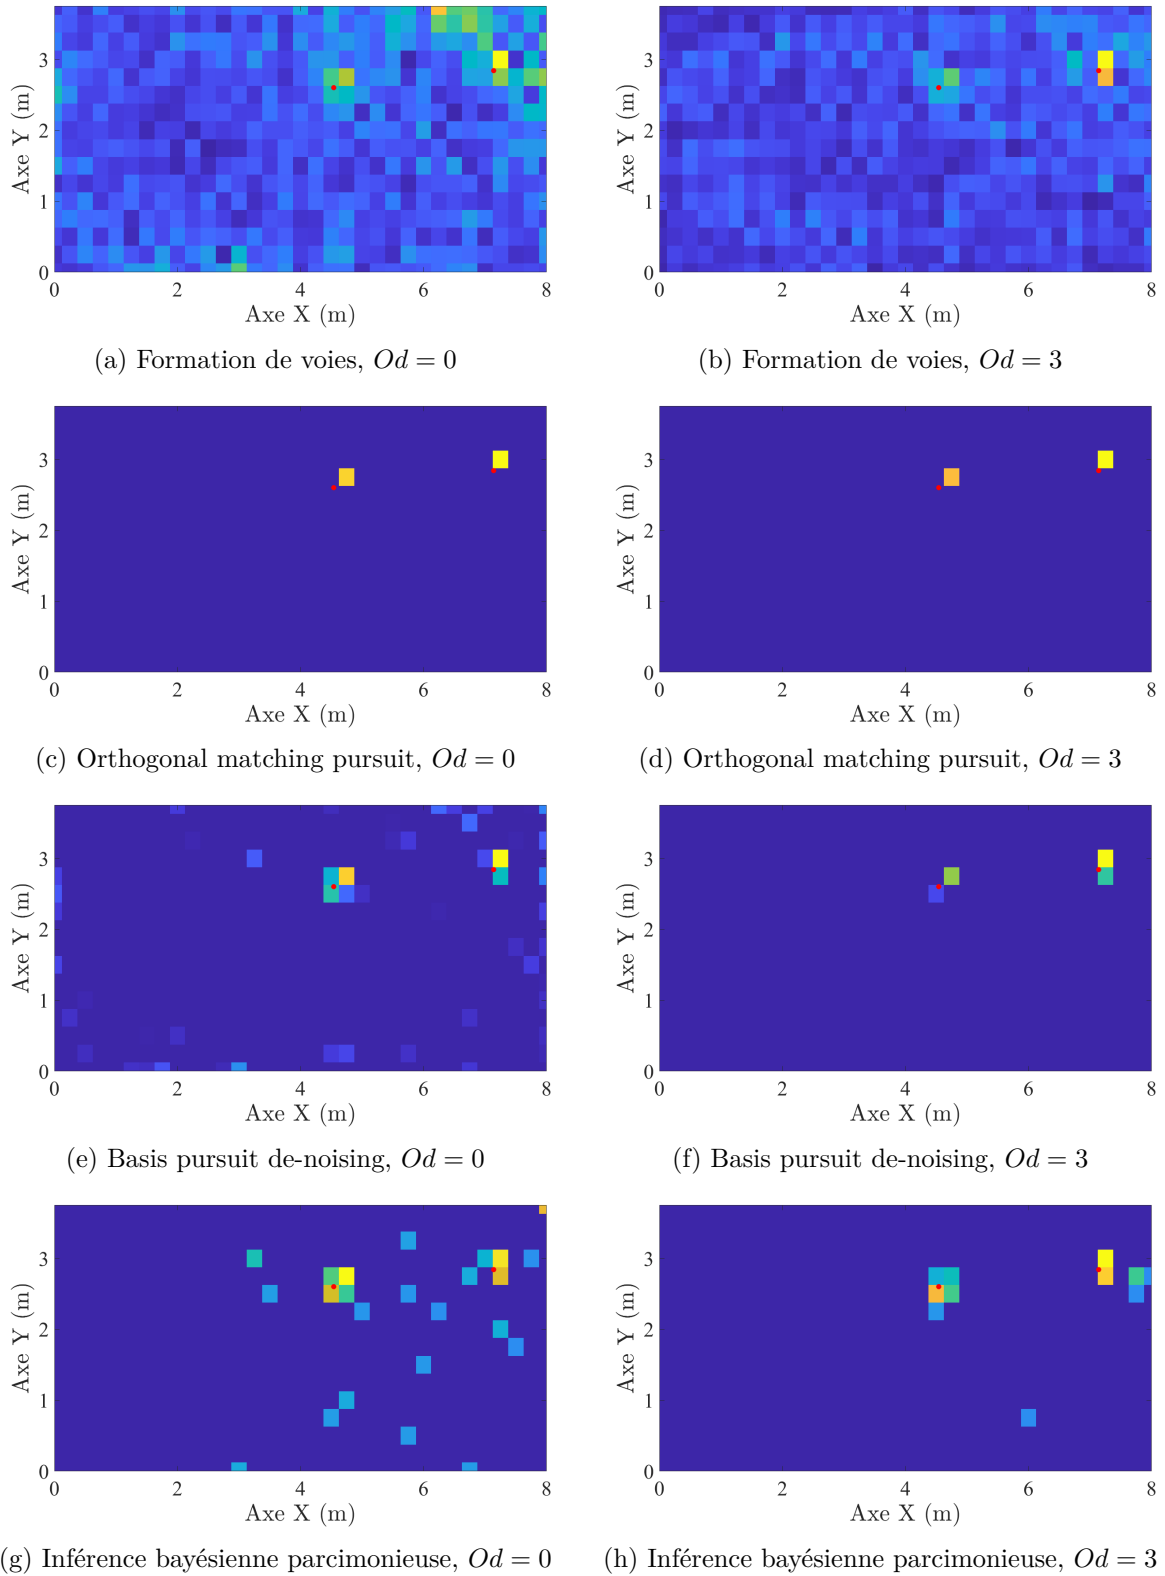 3
2
1
0
0 2 4 6 8
Axe Y (m)
Axe X (m)
(a) Formation de voies, Od = 0
3
2
1
0
0 2 4 6 8
Axe Y (m)
Axe X (m)
(b) Formation de voies, Od = 3
3
2
1
0
0 2 4 6 8
Axe Y (m)
Axe X (m)
(c) Orthogonal matching pursuit, Od = 0
3
2
1
0
0 2 4 6 8
Axe Y (m)
Axe X (m)
(d) Orthogonal matching pursuit, Od = 3
3
2
1
0
0 2 4 6 8
Axe Y (m)
Axe X (m)
(e) Basis pursuit de-noising, Od = 0
3
2
1
0
0 2 4 6 8
Axe Y (m)
Axe X (m)
(f) Basis pursuit de-noising, Od = 3
3
2
1
0
0 2 4 6 8
Axe Y (m)
Axe X (m)
(g) Inférence bayésienne parcimonieuse, Od = 0
3
2
1
0
0 2 4 6 8
Axe Y (m)
Axe X (m)
(h) Inférence bayésienne parcimonieuse, Od = 3